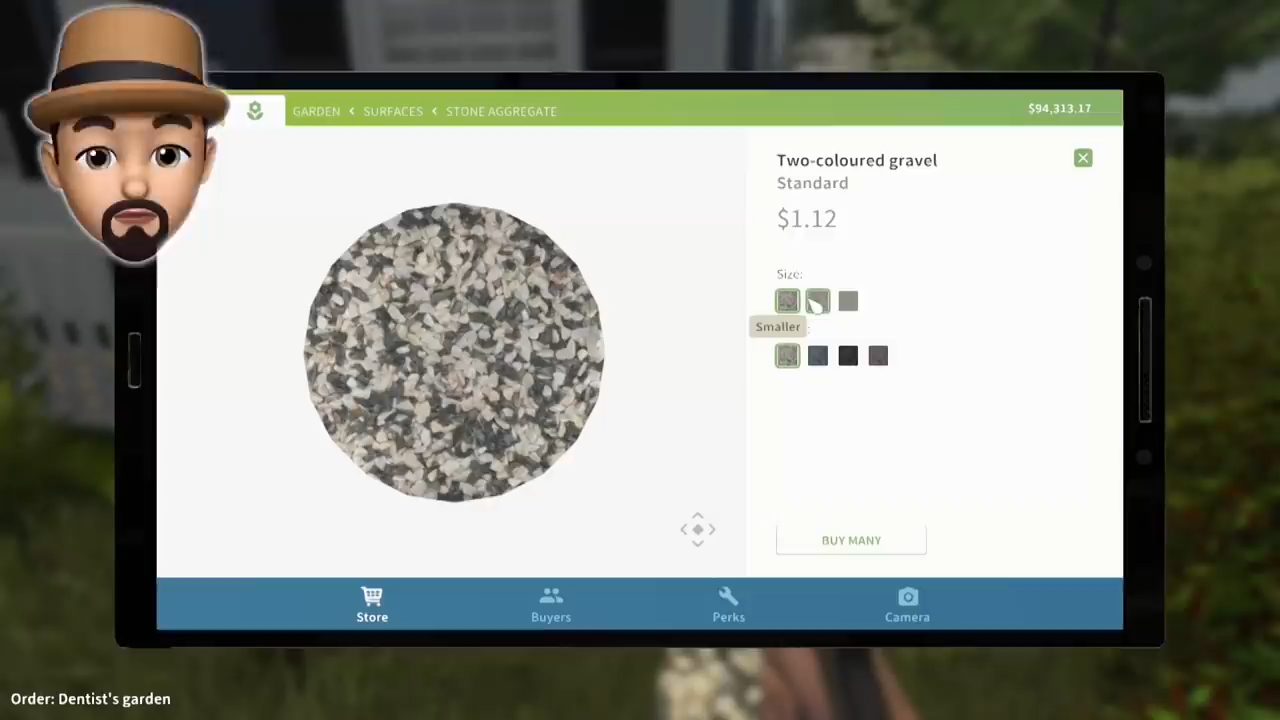 GARDEN < SURFACES < STONE AGGREGATE
$94,313.17
Two-coloured gravel
Standard
$1.12
Size:
Smaller
:
BUY MANY
Store
Buyers
Perks
Camera
Order: Dentist's garden